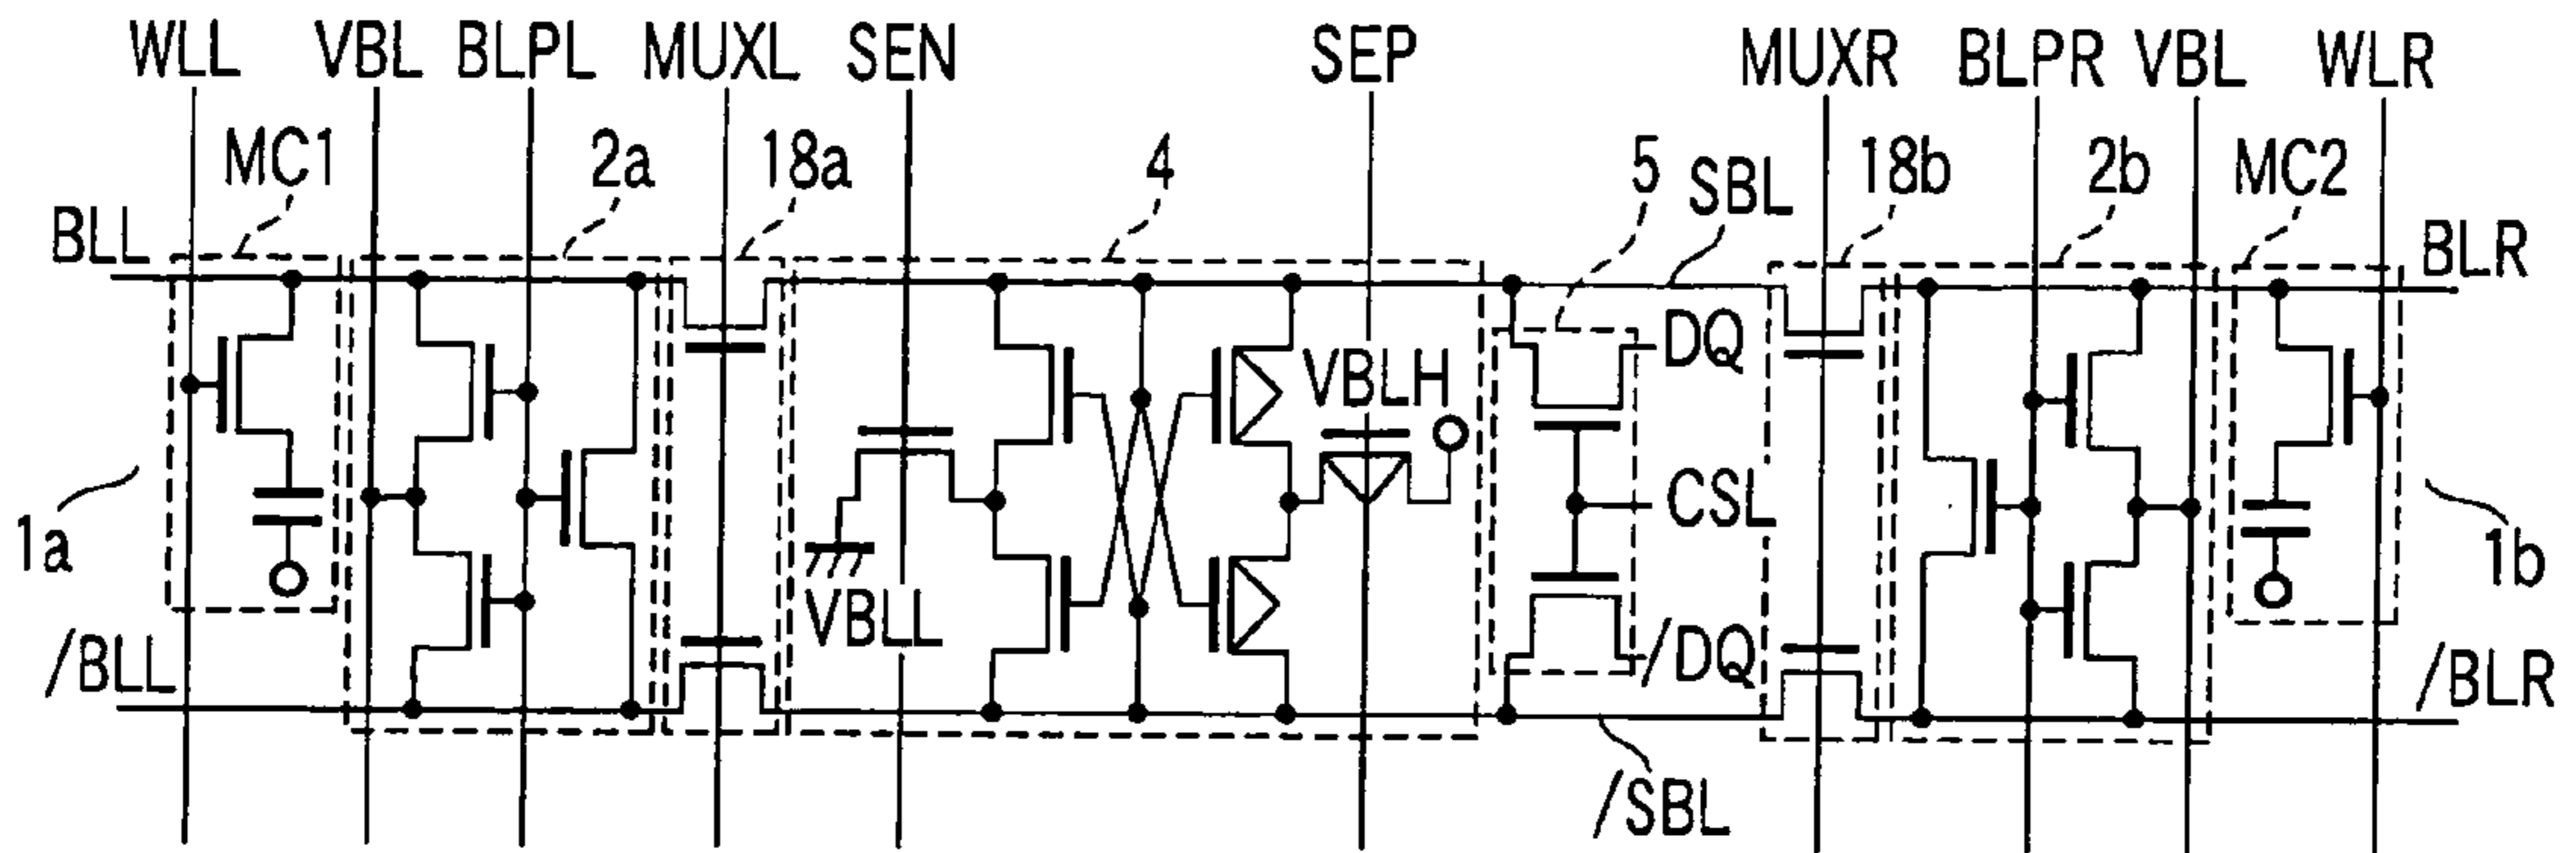 WLL VBL BLPL MUXL SEN SEP MUXR BLPR VBL WLR
MC1 2a 18a 4 5 SBL 18b 2b MC2
BLL BLR
DQ
VBLH
CSL
1a 1b
VBLL
/BLL /DQ /BLR
/SBL